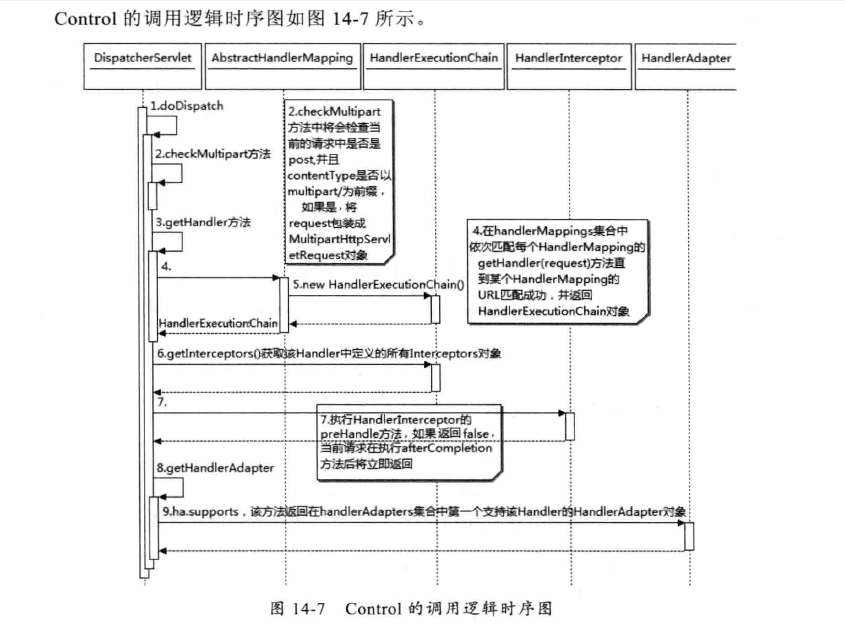 Control 的调用逻辑时序图如图 14-7 所示。
DispatcherServlet
AbstractHandlerMapping
HandlerExecutionChain
HandlerInterceptor
HandlerAdapter
1.doDispatch
2.checkMultipart
方法中将会检查当
前的请求中是否是
post,并且
contentType是否以
multipart/为前缀，
如果是，将
request包装成
MultipartHttpServl
etRequest对象
2.checkMultipart方法
3.getHandler方法
4.在handlerMappings集合中
依次匹配每个HandlerMapping的
getHandler(request)方法直
到某个HandlerMapping的
URL匹配成功，并返回
HandlerExecutionChain对象
4.
5.new HandlerExecutionChain()
HandlerExecutionChain
6.getInterceptors()获取该Handler中定义的所有Interceptors对象
7.
7.执行HandlerInterceptor的
preHandle方法，如果返回false，
当前请求在执行afterCompletion
方法后将立即返回
8.getHandlerAdapter
9.ha.supports，该方法返回在handlerAdapters集合中第一个支持该Handler的HandlerAdapter对象
图 14-7 Control 的调用逻辑时序图